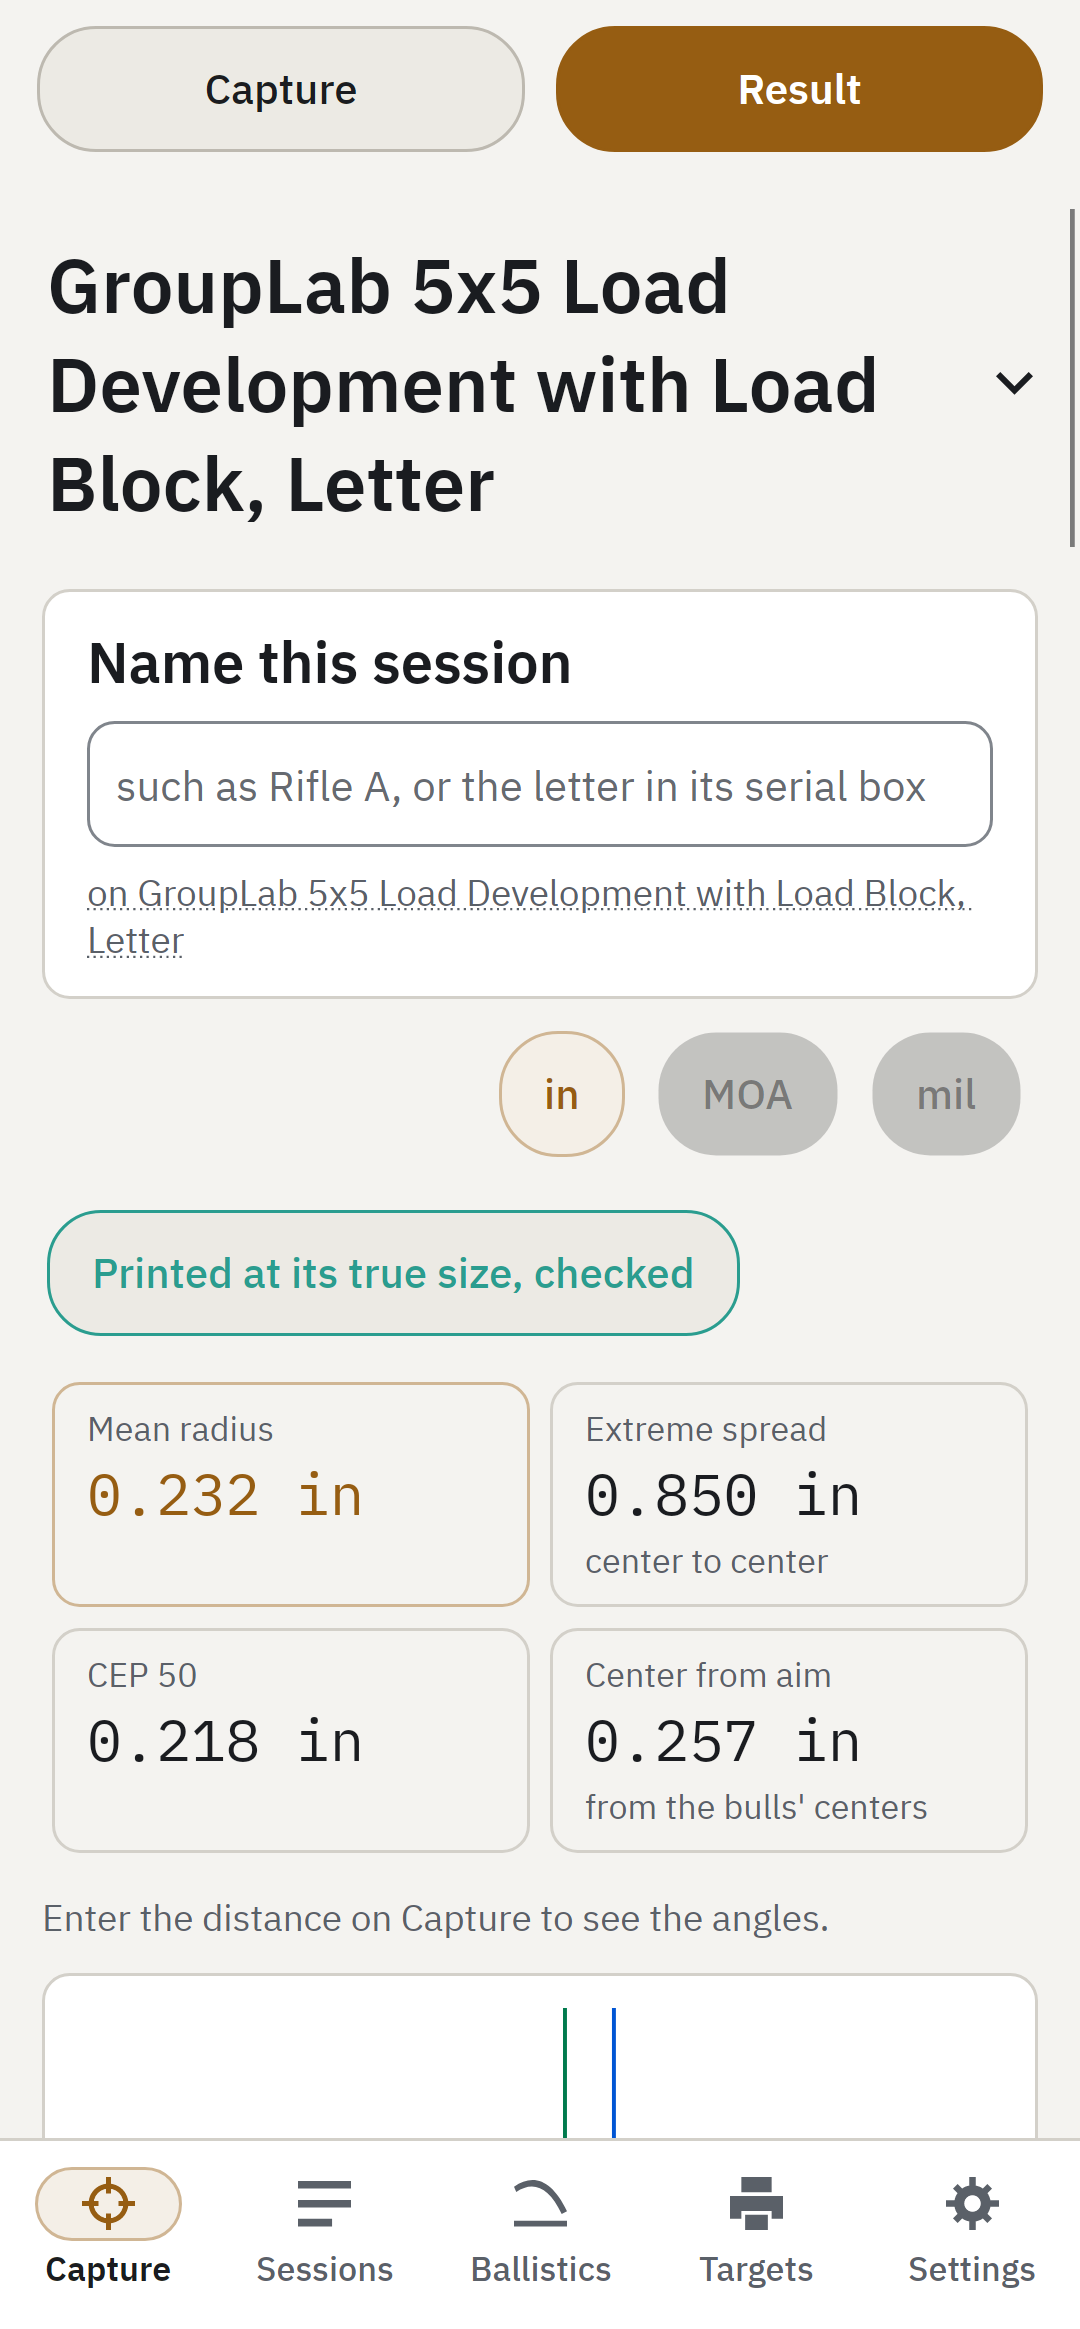 Capture
Result
GroupLab 5x5 Load
Development with Load
Block, Letter
Name this session
such as Rifle A, or the letter in its serial box
on GroupLab 5x5 Load Development with Load Block,
Letter
in
MOA
mil
Printed at its true size, checked
Mean radius
0.232 in
Extreme spread
0.850 in
center to center
CEP 50
0.218 in
Center from aim
0.257 in
from the bulls' centers
Enter the distance on Capture to see the angles.
Capture
Sessions
Ballistics
Targets
Settings